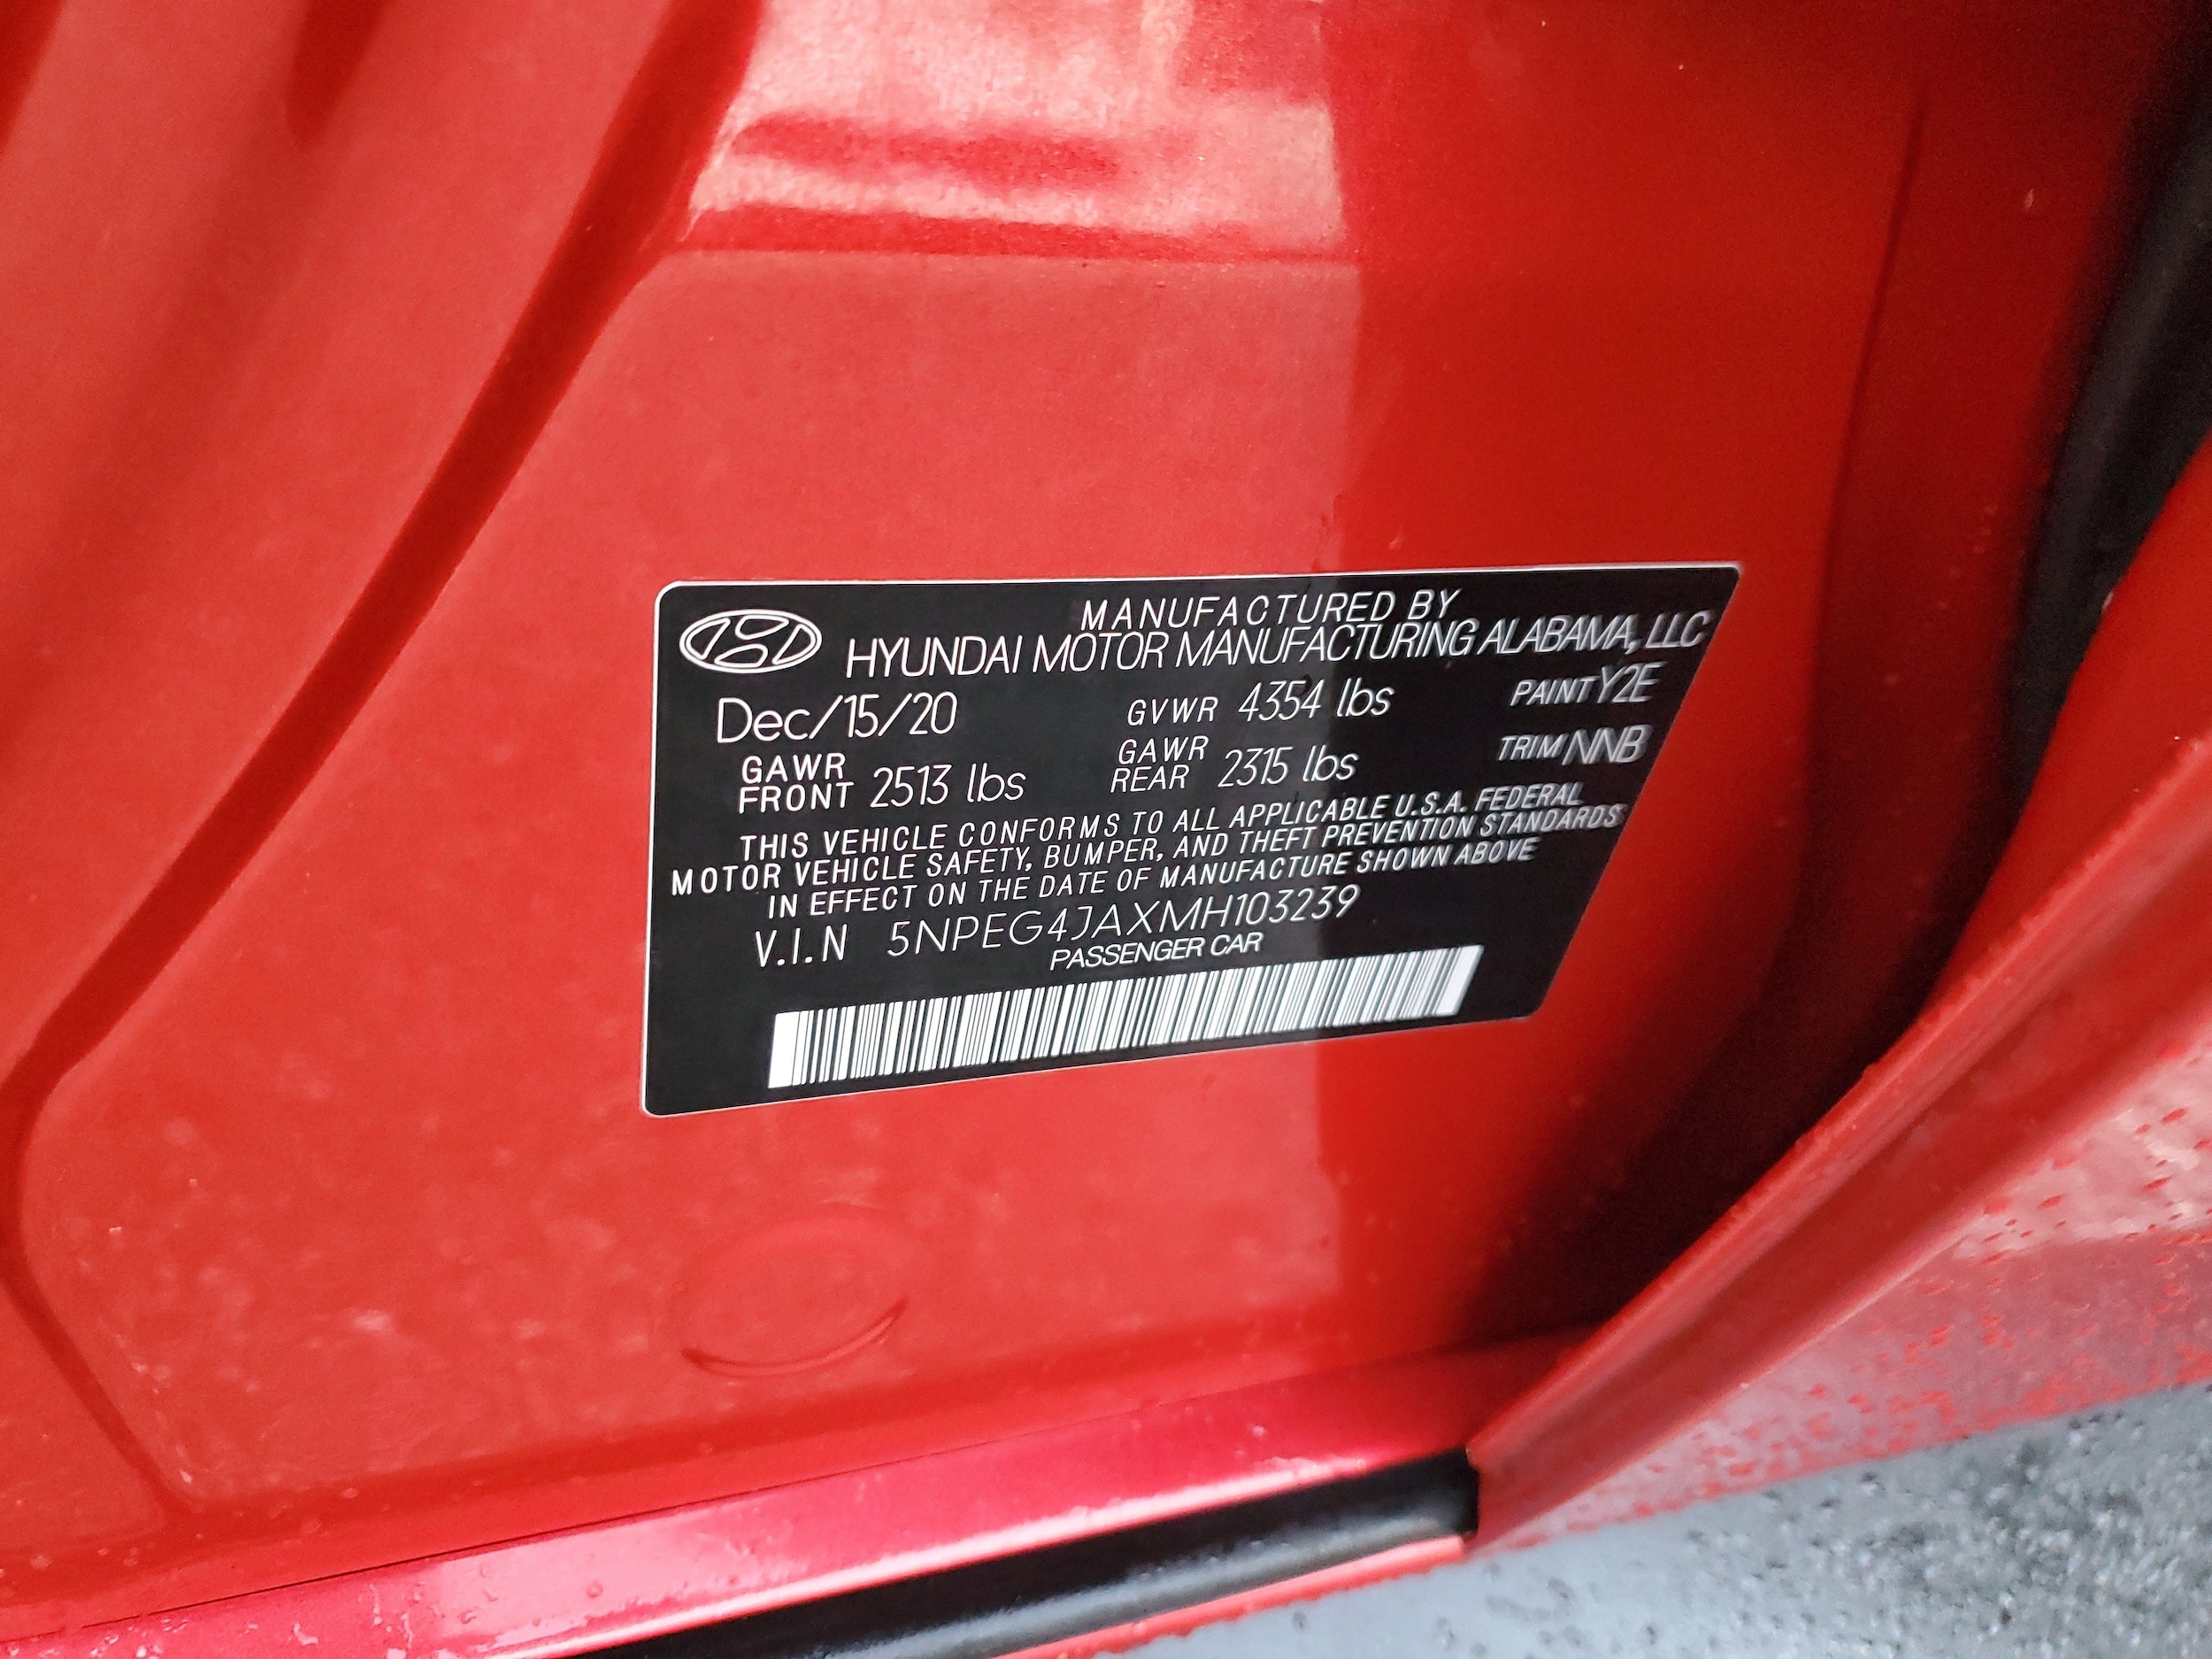 MANUFACTURED BY
HYUNDAI MOTOR MANUFACTURING ALABAMA, LLC
Dec/15/20 GVWR 4354 lbs PAINT Y2E
GAWR FRONT 2513 lbs GAWR REAR 2315 lbs TRIM NNB
THIS VEHICLE CONFORMS TO ALL APPLICABLE U.S.A. FEDERAL
MOTOR VEHICLE SAFETY, BUMPER, AND THEFT PREVENTION STANDARDS
IN EFFECT ON THE DATE OF MANUFACTURE SHOWN ABOVE
V.I.N 5NPEG4JAXMH103239
PASSENGER CAR